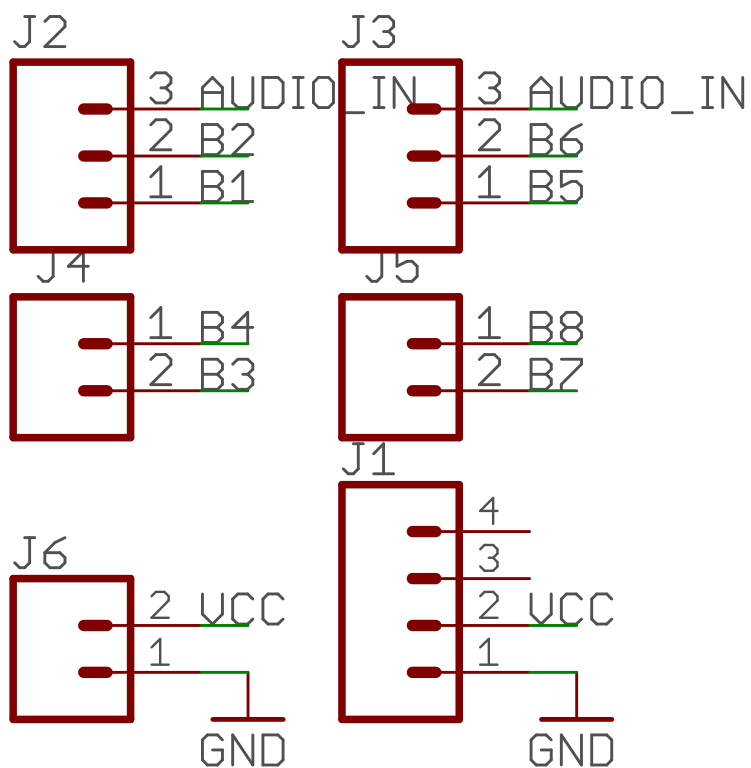 J2 J3
3 AUDIO_IN 3 AUDIO_IN
2 B2 2 B6
1 B1 1 B5
J4 J5
1 B4 1 B8
2 B3 2 B7
J1
4
J6 3
2 VCC 2 VCC
1 1
GND GND